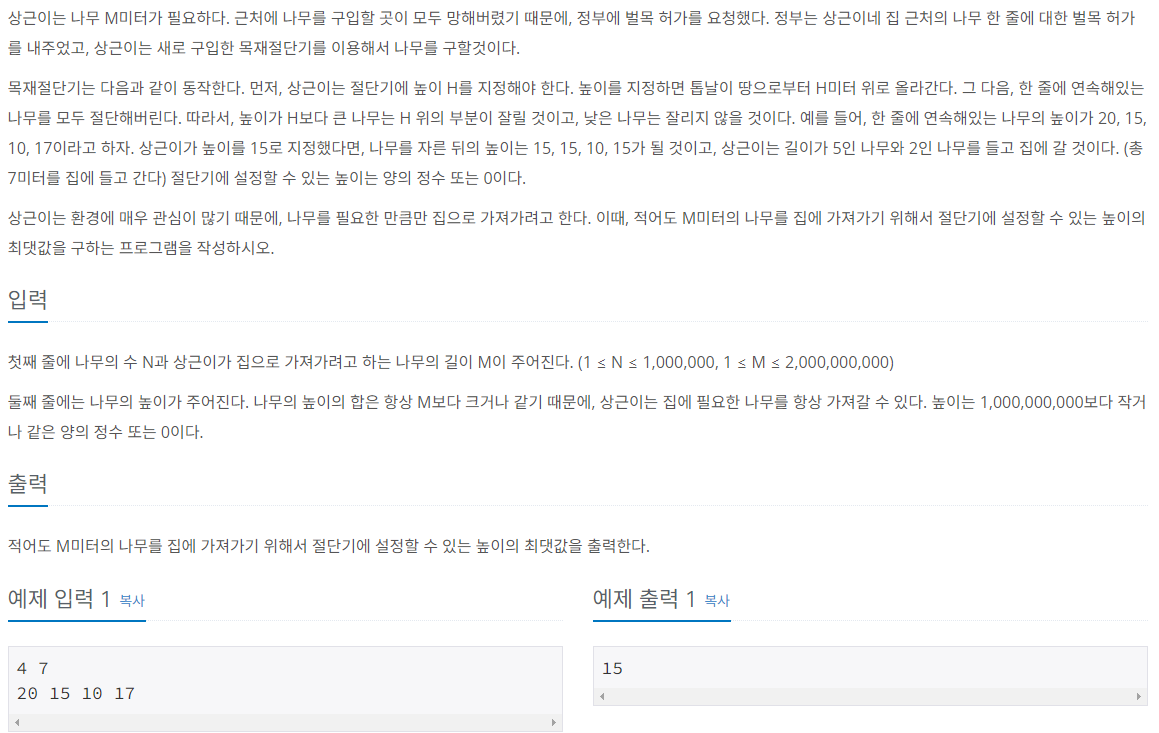 상근이는 나무 M미터가 필요하다. 근처에 나무를 구입할 곳이 모두 망해버렸기 때문에, 정부에 벌목 허가를 요청했다. 정부는 상근이네 집 근처의 나무 한 줄에 대한 벌목 허가
를 내주었고, 상근이는 새로 구입한 목재절단기를 이용해서 나무를 구할것이다.
목재절단기는 다음과 같이 동작한다. 먼저, 상근이는 절단기에 높이 H를 지정해야 한다. 높이를 지정하면 톱날이 땅으로부터 H미터 위로 올라간다. 그 다음, 한 줄에 연속해있는
나무를 모두 절단해버린다. 따라서, 높이가 H보다 큰 나무는 H 위의 부분이 잘릴 것이고, 낮은 나무는 잘리지 않을 것이다. 예를 들어, 한 줄에 연속해있는 나무의 높이가 20, 15,
10, 17이라고 하자. 상근이가 높이를 15로 지정했다면, 나무를 자른 뒤의 높이는 15, 15, 10, 15가 될 것이고, 상근이는 길이가 5인 나무와 2인 나무를 들고 집에 갈 것이다. (총
7미터를 집에 들고 간다) 절단기에 설정할 수 있는 높이는 양의 정수 또는 0이다.
상근이는 환경에 매우 관심이 많기 때문에, 나무를 필요한 만큼만 집으로 가져가려고 한다. 이때, 적어도 M미터의 나무를 집에 가져가기 위해서 절단기에 설정할 수 있는 높이의
최댓값을 구하는 프로그램을 작성하시오.
입력
첫째 줄에 나무의 수 N과 상근이가 집으로 가져가려고 하는 나무의 길이 M이 주어진다. (1 ≤ N ≤ 1,000,000, 1 ≤ M ≤ 2,000,000,000)
둘째 줄에는 나무의 높이가 주어진다. 나무의 높이의 합은 항상 M보다 크거나 같기 때문에, 상근이는 집에 필요한 나무를 항상 가져갈 수 있다. 높이는 1,000,000,000보다 작거
나 같은 양의 정수 또는 0이다.
출력
적어도 M미터의 나무를 집에 가져가기 위해서 절단기에 설정할 수 있는 높이의 최댓값을 출력한다.
예제 입력 1 복사
4 7
20 15 10 17
예제 출력 1 복사
15